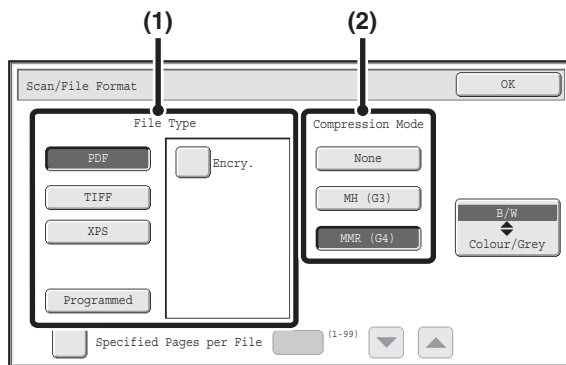 (1) (2)
Scan/File Format OK
File Type Compression Mode
PDF Encry. None
TIFF MH (G3)
XPS B/W
MMR (G4) Colour/Grey
Programmed
Specified Pages per File (1-99)